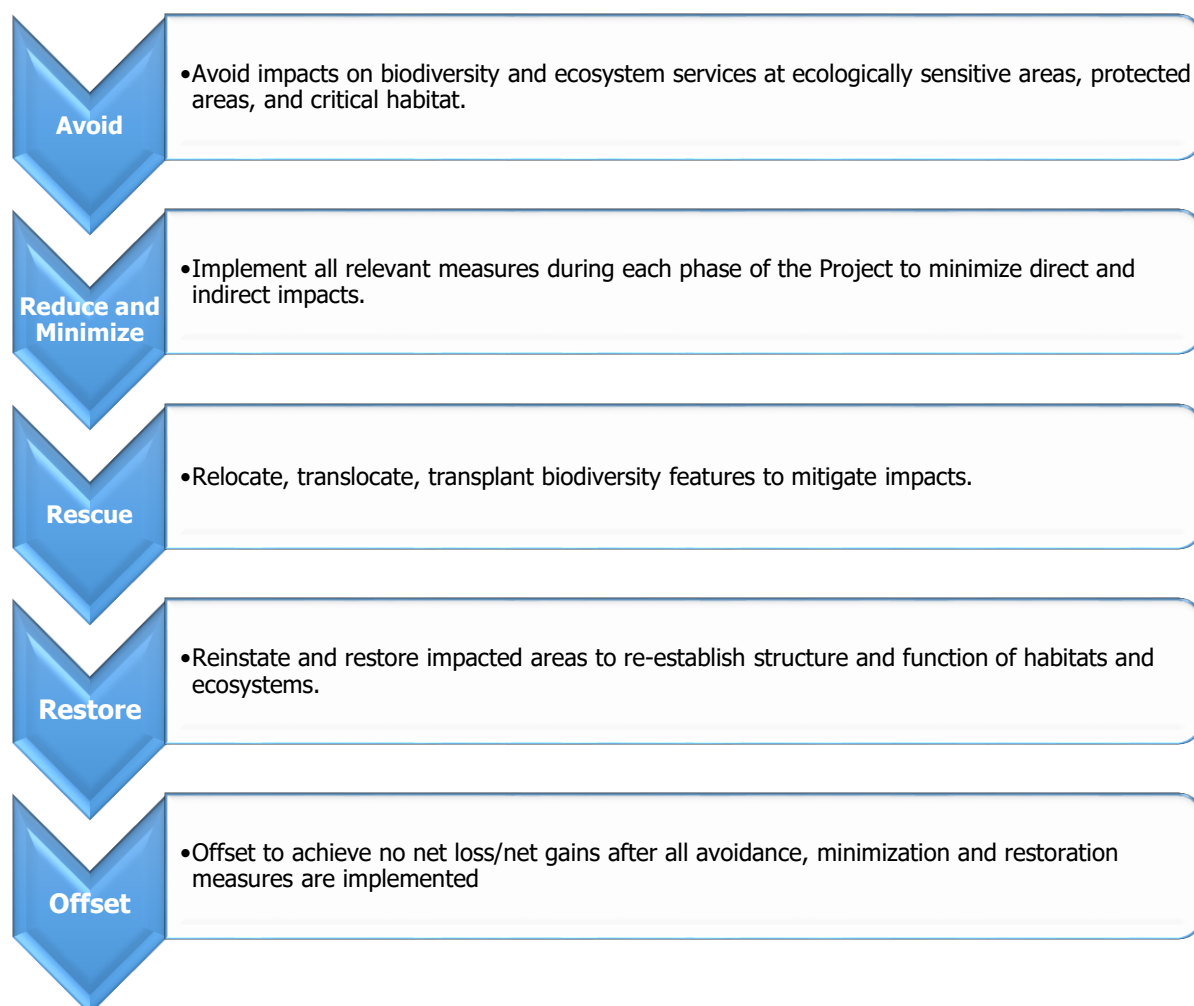 Avoid
•Avoid impacts on biodiversity and ecosystem services at ecologically sensitive areas, protected
areas, and critical habitat.
Reduce and
Minimize
•Implement all relevant measures during each phase of the Project to minimize direct and
indirect impacts.
Rescue
•Relocate, translocate, transplant biodiversity features to mitigate impacts.
Restore
•Reinstate and restore impacted areas to re-establish structure and function of habitats and
ecosystems.
Offset
•Offset to achieve no net loss/net gains after all avoidance, minimization and restoration
measures are implemented